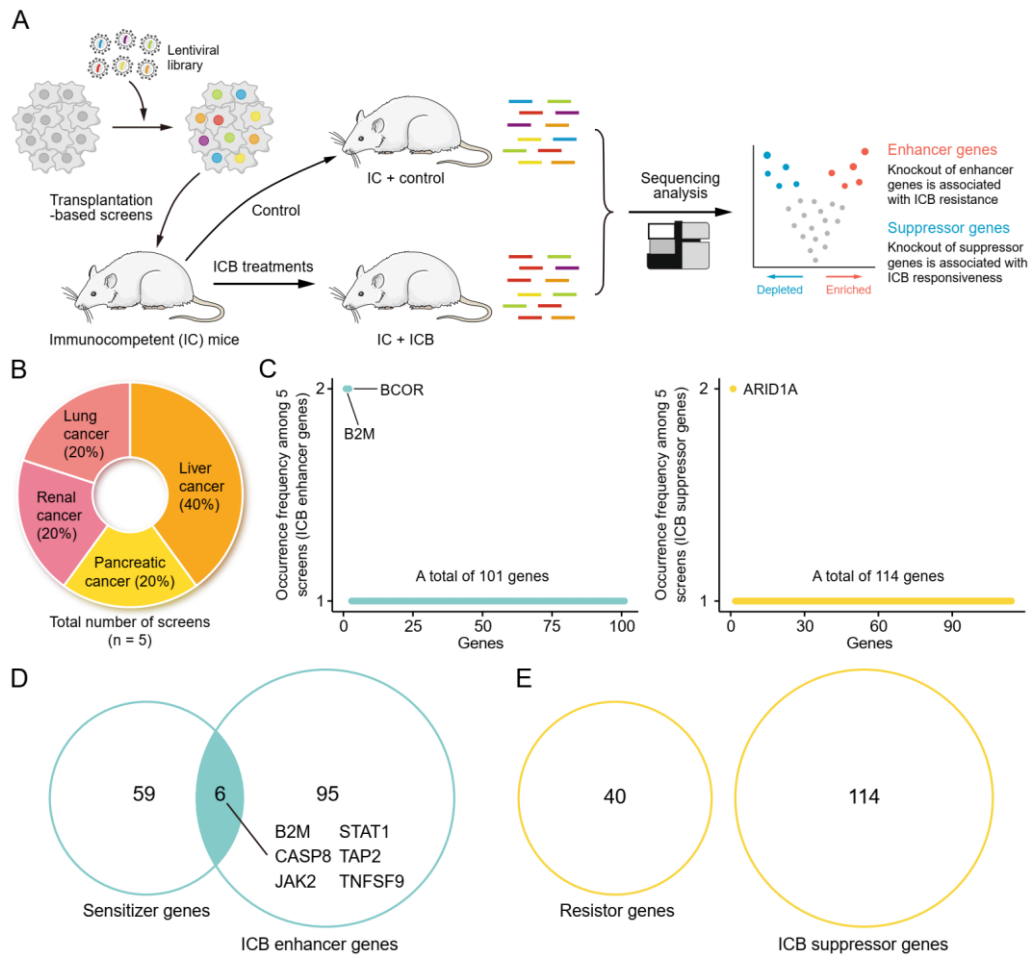 A
Lentiviral
library
Transplantation
-based screens
Control
ICB treatments
Immunocompetent (IC) mice
IC + control
IC + ICB
Sequencing
analysis
Depleted
Enriched
Enhancer genes
Knockout of enhancer
genes is associated
with ICB resistance
Suppressor genes
Knockout of suppressor
genes is associated with
ICB responsiveness
B
Lung
cancer
(20%)
Liver
cancer
(40%)
Renal
cancer
(20%)
Pancreatic
cancer (20%)
Total number of screens
(n = 5)
C
Occurrence frequency among 5
screens (ICB enhancer genes)
2
1
BCOR
B2M
A total of 101 genes
0
25
50
75
100
Genes
Occurrence frequency among 5
screens (ICB suppressor genes)
2
1
ARID1A
A total of 114 genes
0
30
60
90
Genes
D
59
6
95
B2M STAT1
CASP8 TAP2
JAK2 TNFSF9
Sensitizer genes
ICB enhancer genes
E
40
114
Resistor genes
ICB suppressor genes